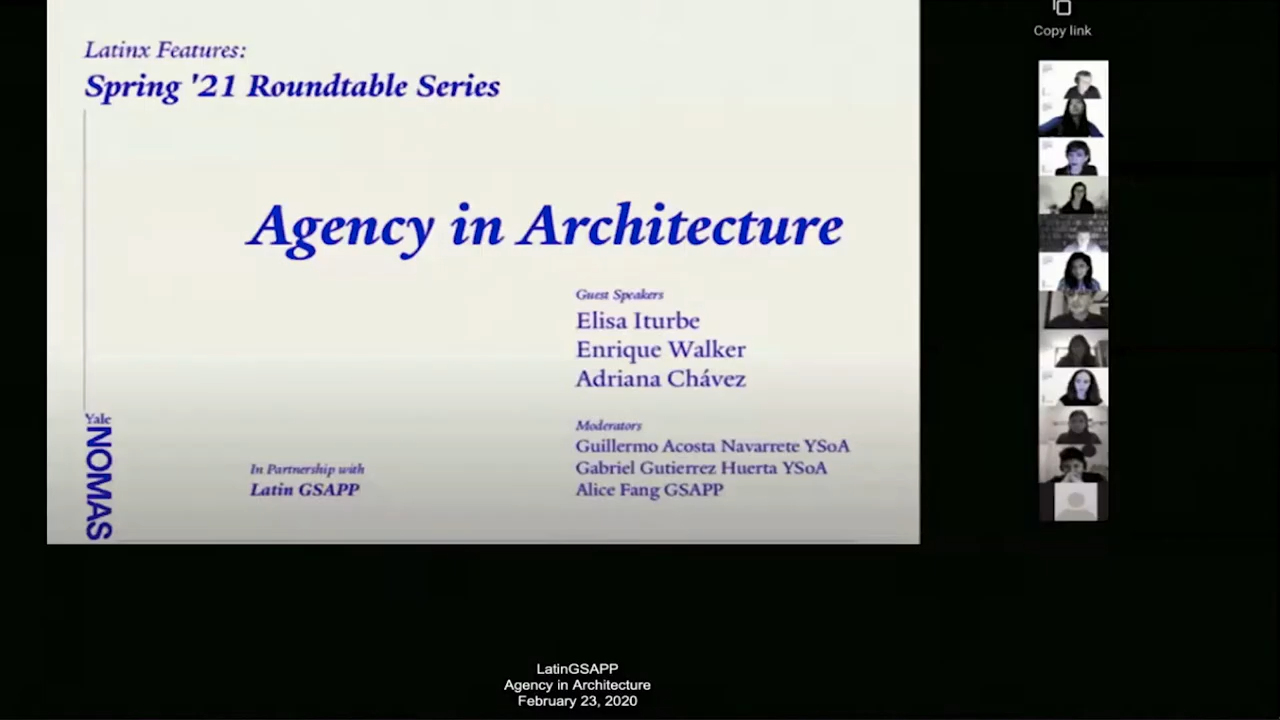 Copy link
Latinx Features:
Spring '21 Roundtable Series
Agency in Architecture
Guest Speakers
Elisa Iturbe
Enrique Walker
Adriana Chávez
Moderators
Guillermo Acosta Navarrete YSoA
Gabriel Gutierrez Huerta YSoA
Alice Fang GSAPP
In Partnership with
Latin GSAPP
Yale
NOMAS
LatinGSAPP
Agency in Architecture
February 23, 2020